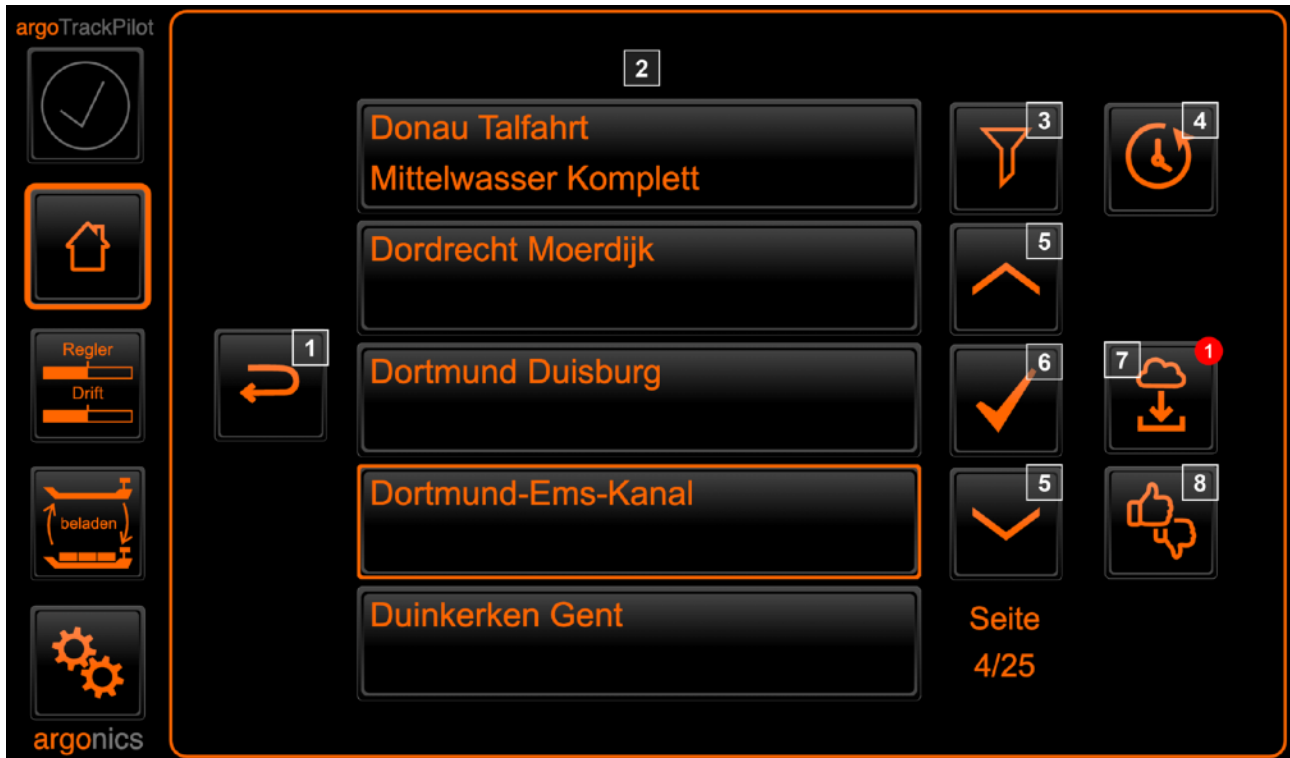 argoTrackPilot
2
Donau Talfahrt
Mittelwasser Komplett
3
4
Dordrecht Moerdijk
5
Regler
Drift
1
Dortmund Duisburg
6
7
1
beladen
Dortmund-Ems-Kanal
5
8
Duinkerken Gent
Seite
4/25
argonics